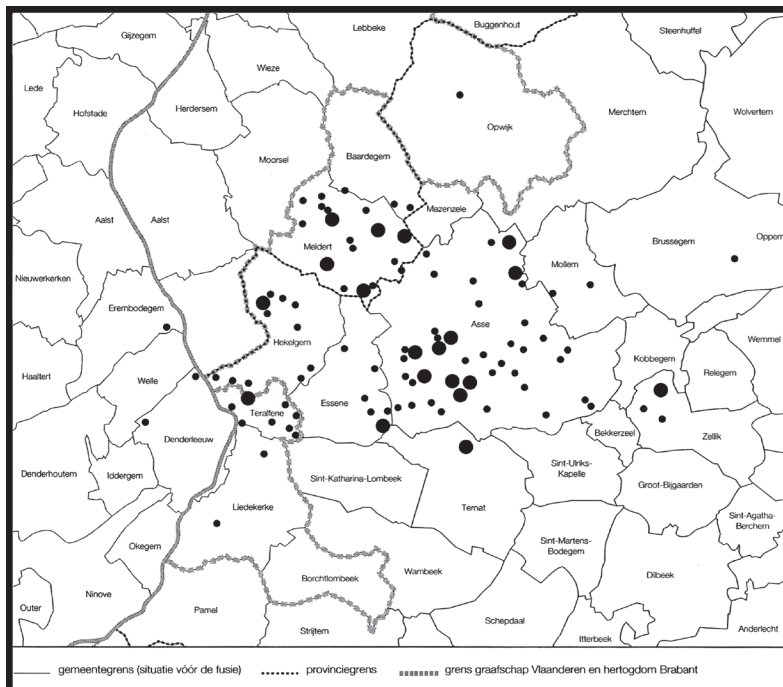 Gijzegem
Lebbeke
Buggenhout
Steenhuffel
Lede
Wieze
Hofstade
Herdersem
Opwijk
Merchtem
Wolvertem
Moorsel
Baardegem
Aalst
Aalst
Mazenzele
Meldert
Mollem
Brussegem
Oppem
Nieuwerkerken
Erembodegem
Asse
Hekelgem
Wemmel
Haaltert
Welle
Kobbegem
Relegem
Teralfene
Essene
Denderleeuw
Bekkerzeel
Zellik
Denderhoutem
Iddergem
Sint-Katharina-Lombeek
Sint-Ulriks-
Kapelle
Groot-Bijgaarden
Liedekerke
Ternat
Sint-Agatha-
Berchem
Okegem
Sint-Martens-
Bodegem
Wambeek
Borchtlombeek
Dilbeek
Ninove
Outer
Pamel
Strijtem
Schepdaal
Itterbeek
Anderlecht
gemeentegrens (situatie vóór de fusie)
provinciegrens
grens graafschap Vlaanderen en hertogdom Brabant